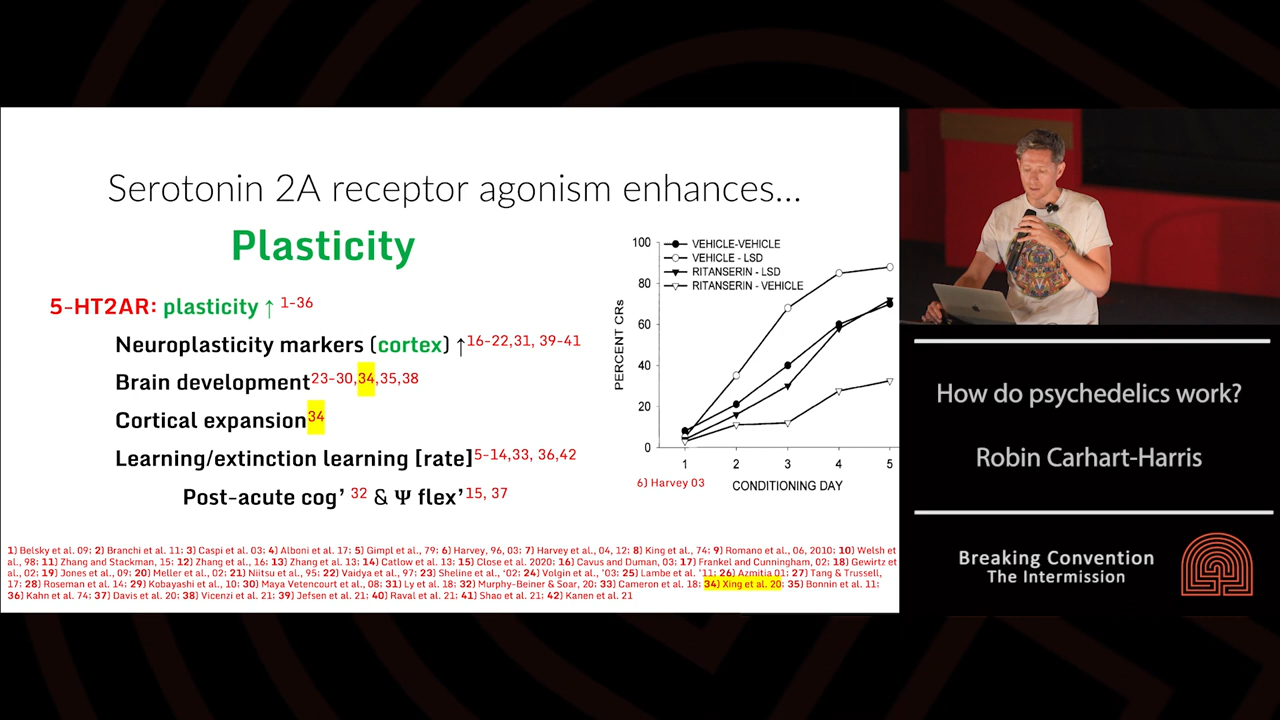 Serotonin 2A receptor agonism enhances...
Plasticity
5-HT2AR: plasticity ↑ 1-36
Neuroplasticity markers (cortex) ↑16-22,31, 39-41
Brain development23-30,34,35,38
Cortical expansion34
Learning/extinction learning [rate]5-14,33, 36,42
Post-acute cog’ 32 & Ψ flex’15, 37
100
80
60
40
20
0
PERCENT CRs
VEHICLE-VEHICLE
VEHICLE - LSD
RITANSERIN - LSD
RITANSERIN - VEHICLE
1 2 3 4 5
6) Harvey 03
CONDITIONING DAY
1) Belsky et al. 09; 2) Branchi et al. 11; 3) Caspi et al. 03; 4) Alboni et al. 17; 5) Gimpl et al., 79; 6) Harvey, 96, 03; 7) Harvey et al., 04, 12; 8) King et al., 74; 9) Romano et al., 06, 2010; 10) Welsh et
al., 98; 11) Zhang and Stackman, 15; 12) Zhang et al., 16; 13) Zhang et al. 13; 14) Catlow et al. 13; 15) Close et al. 2020; 16) Cavus and Duman, 03; 17) Frankel and Cunningham, 02; 18) Gewirtz et
al., 02; 19) Jones et al., 09; 20) Meller et al., 02; 21) Niitsu et al., 95; 22) Vaidya et al., 97; 23) Sheline et al., ‘02; 24) Volgin et al., ‘03; 25) Lambe et al. ‘11; 26) Azmitia 01; 27) Tang & Trussell,
17; 28) Roseman et al. 14; 29) Kobayashi et al., 10; 30) Maya Vetencourt et al., 08; 31) Ly et al. 18; 32) Murphy-Beiner & Soar, 20; 33) Cameron et al. 18; 34) Xing et al. 20; 35) Bonnin et al. 11;
36) Kahn et al. 74; 37) Davis et al. 20; 38) Vicenzi et al. 21; 39) Jefsen et al. 21; 40) Raval et al. 21; 41) Shao et al. 21; 42) Kanen et al. 21
How do psychedelics work?
Robin Carhart-Harris
Breaking Convention
The Intermission